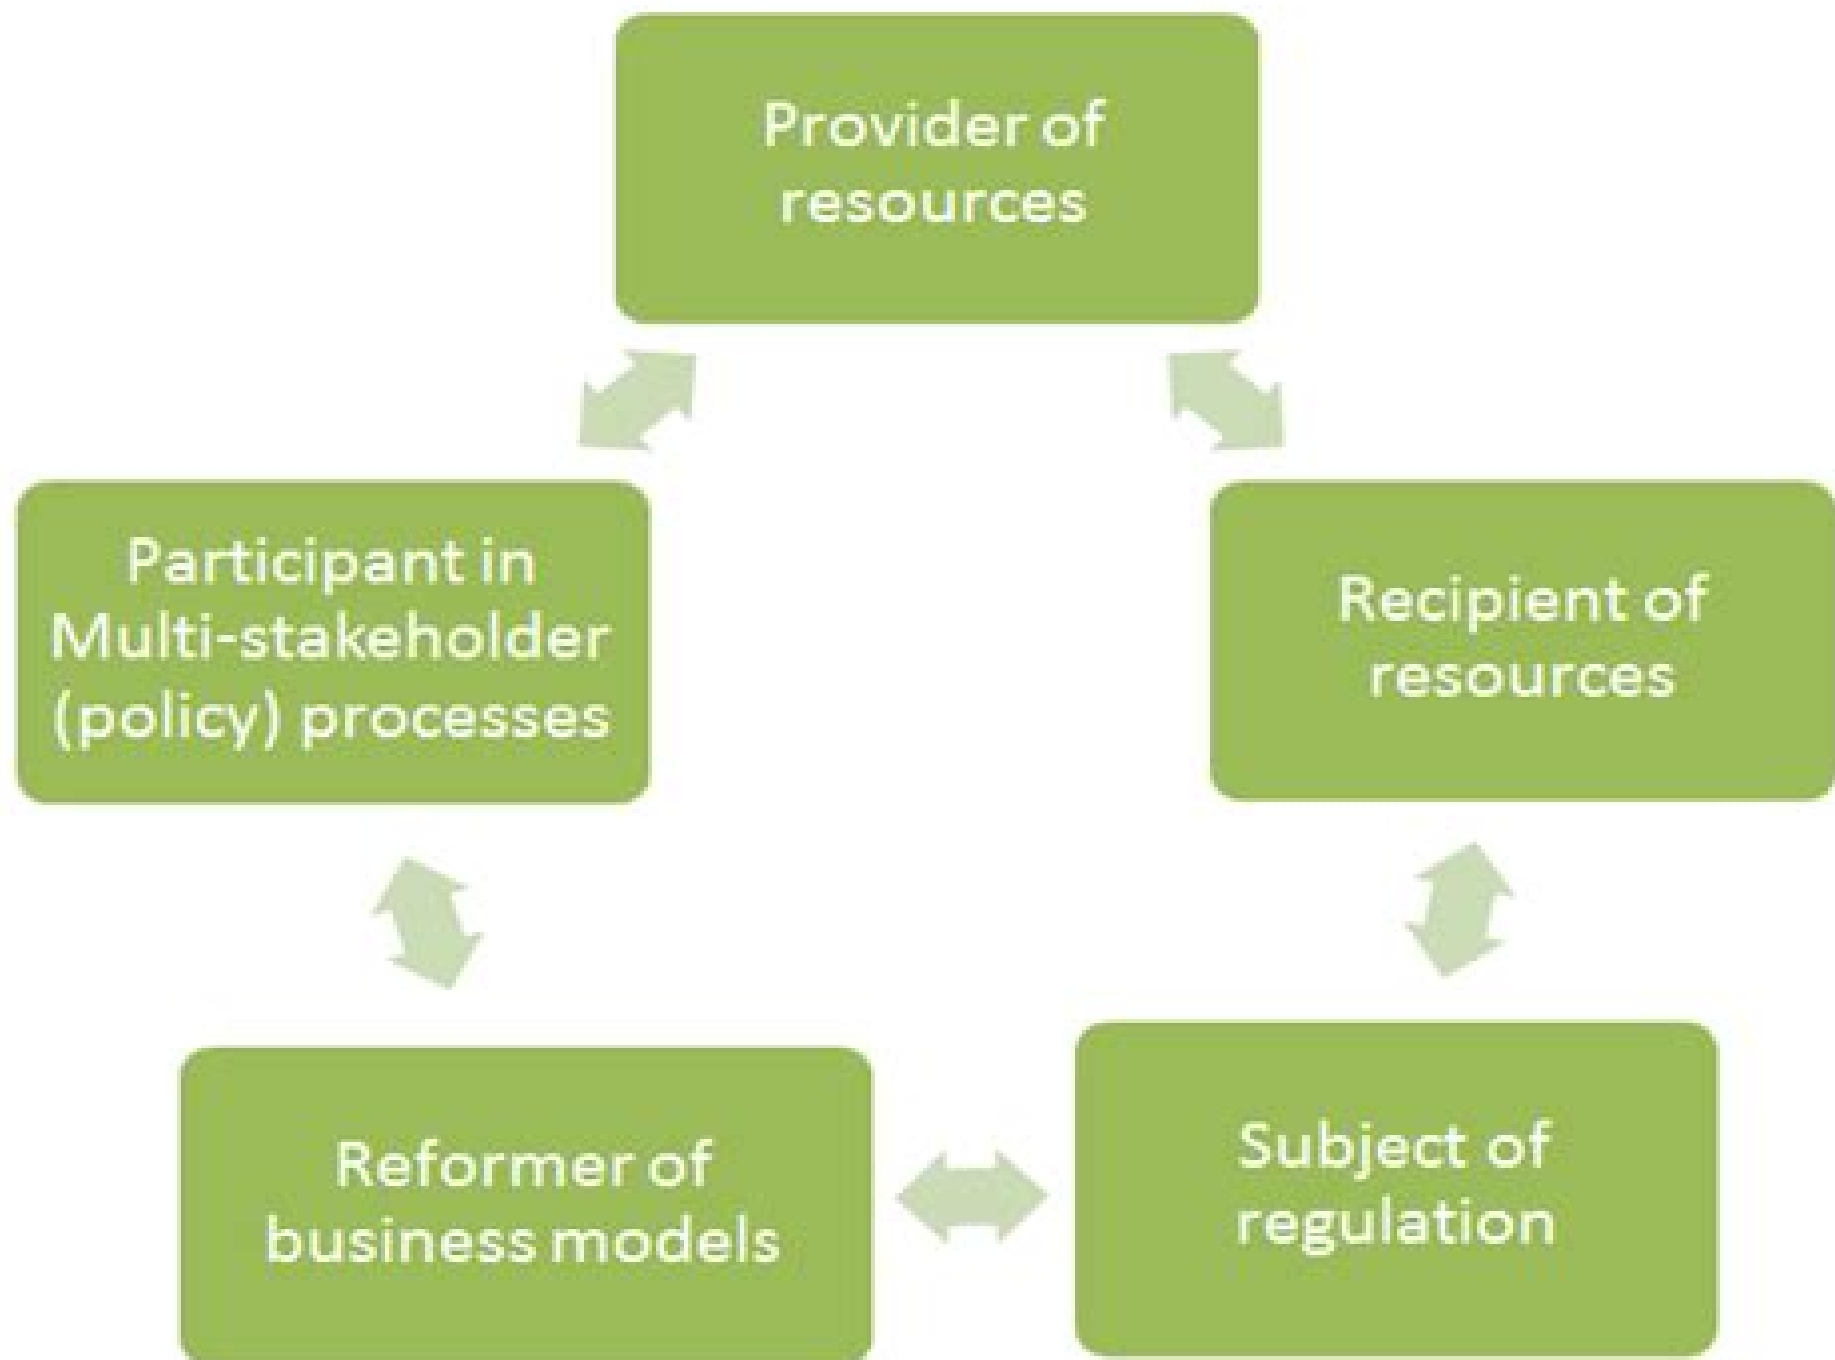 Provider of
resources
Participant in
Multi-stakeholder
(policy) processes
Recipient of
resources
Reformer of
business models
Subject of
regulation